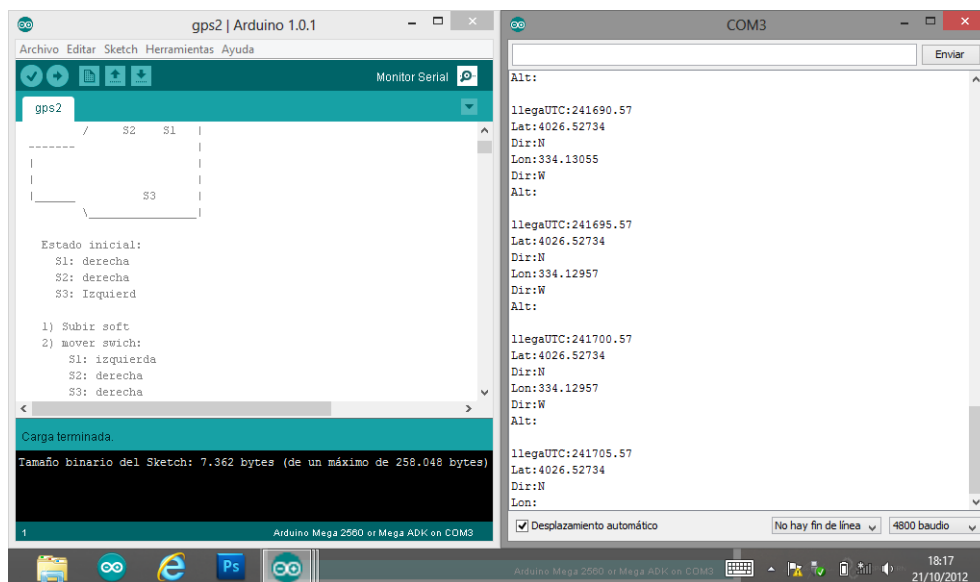 gps2 | Arduino 1.0.1
Archivo Editar Sketch Herramientas Ayuda
Monitor Serial
gps2
/ S2 S1 |
------- |
| |
| |
|______ S3 |
\________________|
Estado inicial:
S1: derecha
S2: derecha
S3: Izquierd
1) Subir soft
2) mover swich:
S1: izquierda
S2: derecha
S3: derecha
Carga terminada.
Tamaño binario del Sketch: 7.362 bytes (de un máximo de 258.048 bytes)
1
Arduino Mega 2560 or Mega ADK on COM3
COM3
Enviar
Alt:
llegaUTC:241690.57
Lat:4026.52734
Dir:N
Lon:334.13055
Dir:W
Alt:
llegaUTC:241695.57
Lat:4026.52734
Dir:N
Lon:334.12957
Dir:W
Alt:
llegaUTC:241700.57
Lat:4026.52734
Dir:N
Lon:334.12957
Dir:W
Alt:
llegaUTC:241705.57
Lat:4026.52734
Dir:N
Lon:
Desplazamiento automático
No hay fin de línea
4800 baudio
Ps
Arduino Mega 2560 or Mega ADK on COM3
18:17
21/10/2012